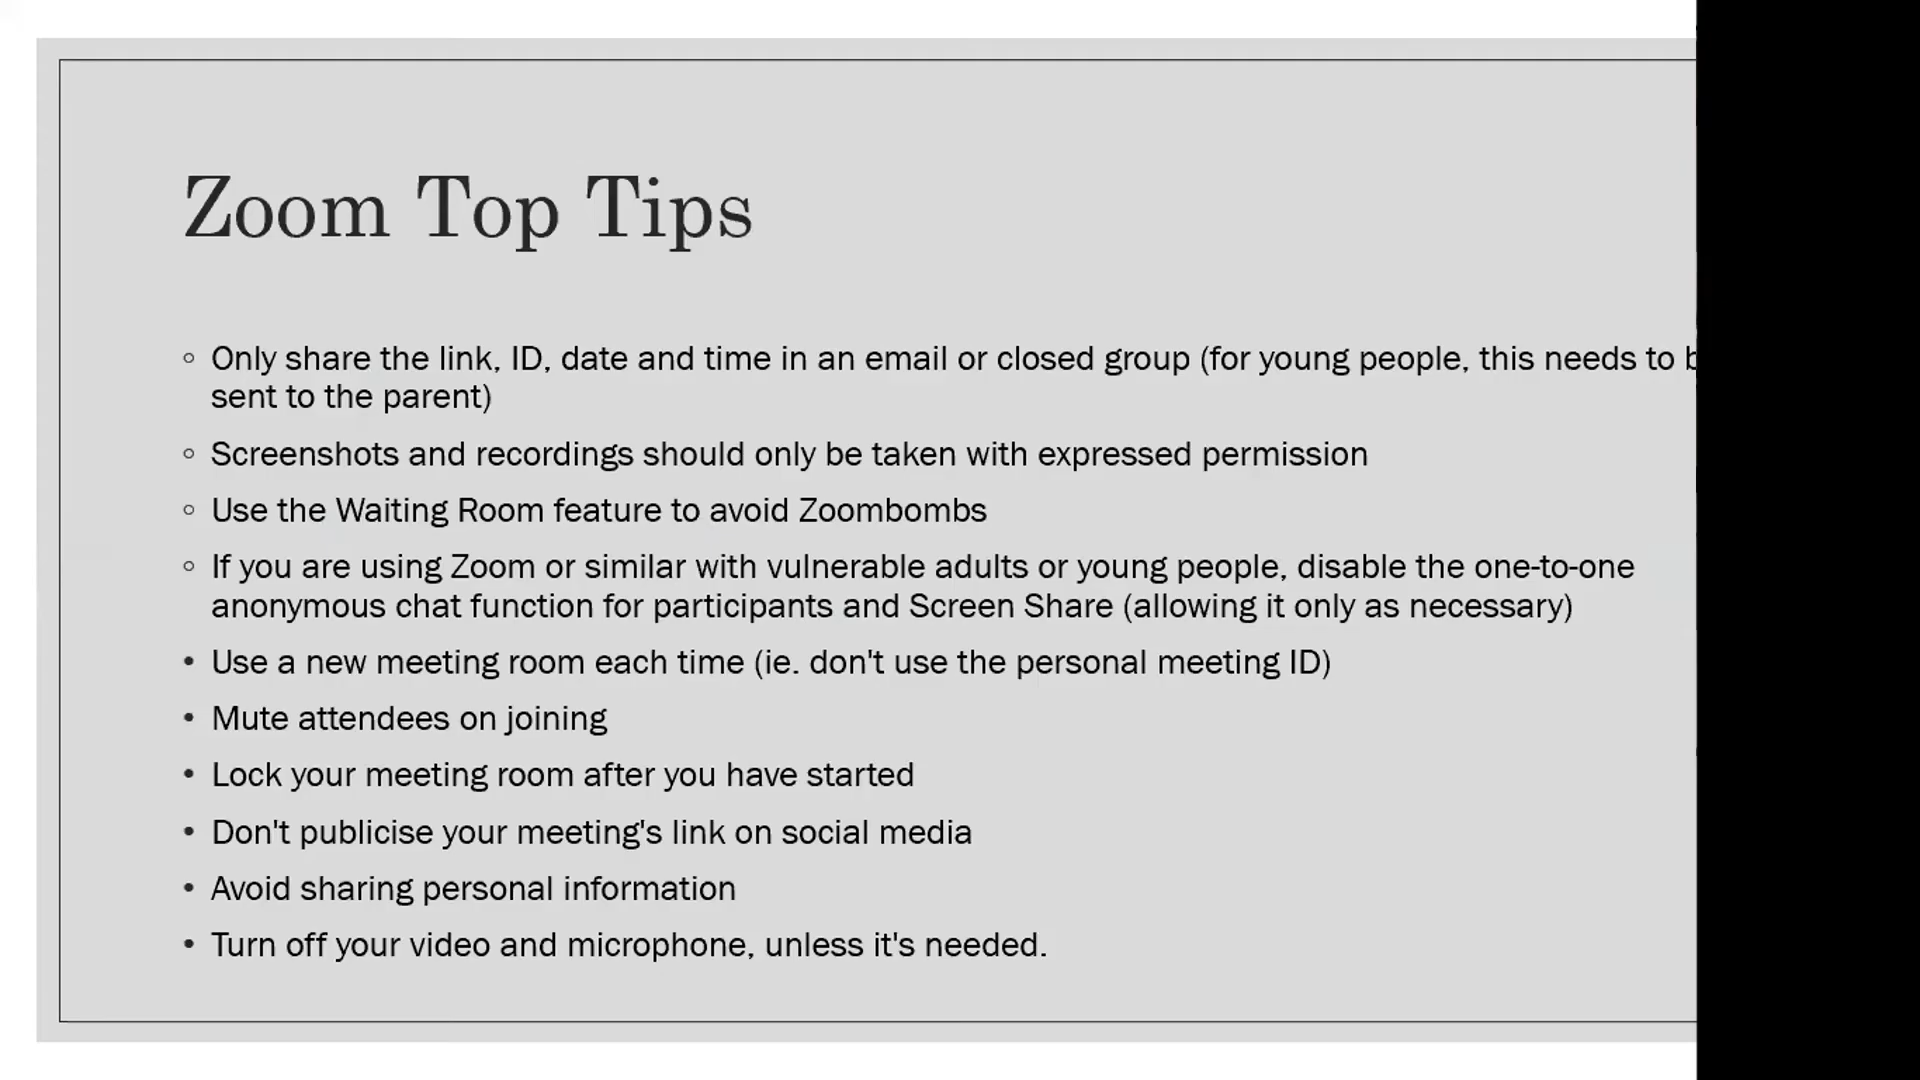 Zoom Top Tips
◦ Only share the link, ID, date and time in an email or closed group (for young people, this needs to
sent to the parent)
◦ Screenshots and recordings should only be taken with expressed permission
◦ Use the Waiting Room feature to avoid Zoombombs
◦ If you are using Zoom or similar with vulnerable adults or young people, disable the one-to-one
anonymous chat function for participants and Screen Share (allowing it only as necessary)
• Use a new meeting room each time (ie. don't use the personal meeting ID)
• Mute attendees on joining
• Lock your meeting room after you have started
• Don't publicise your meeting's link on social media
• Avoid sharing personal information
• Turn off your video and microphone, unless it's needed.